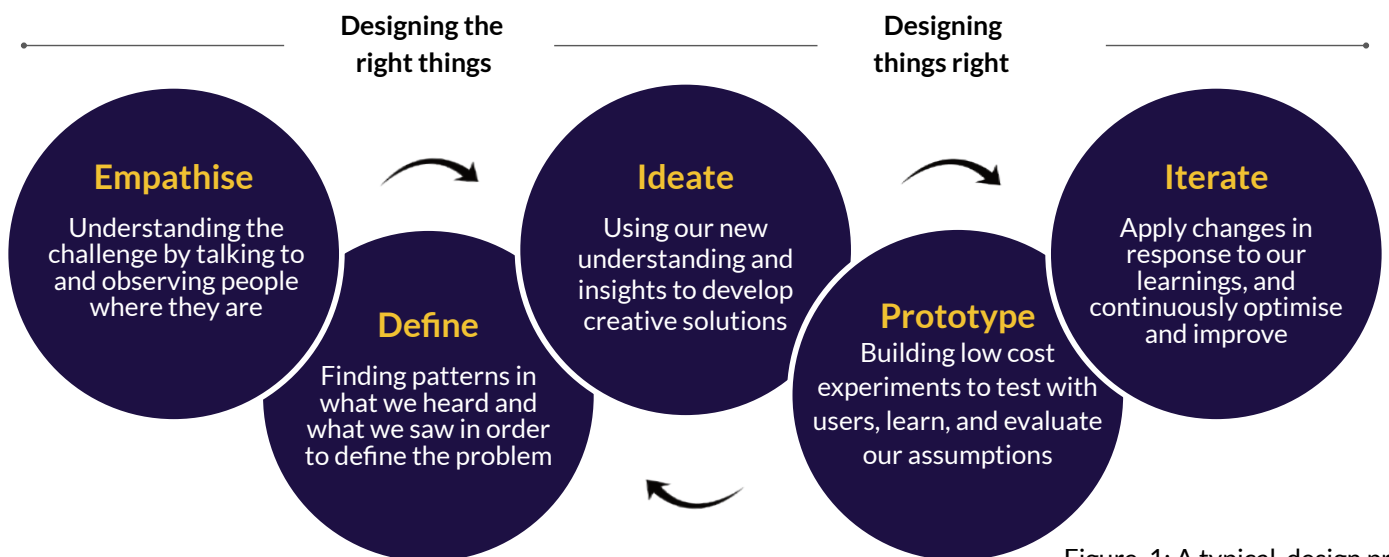 Designing the
right things
Designing
things right
Empathise
Understanding the
challenge by talking to
and observing people
where they are
Define
Finding patterns in
what we heard and
what we saw in order
to define the problem
Ideate
Using our new
understanding and
insights to develop
creative solutions
Prototype
Building low cost
experiments to test with
users, learn, and evaluate
our assumptions
Iterate
Apply changes in
response to our
learnings, and
continuously optimise
and improve
Figure 1: A typical design